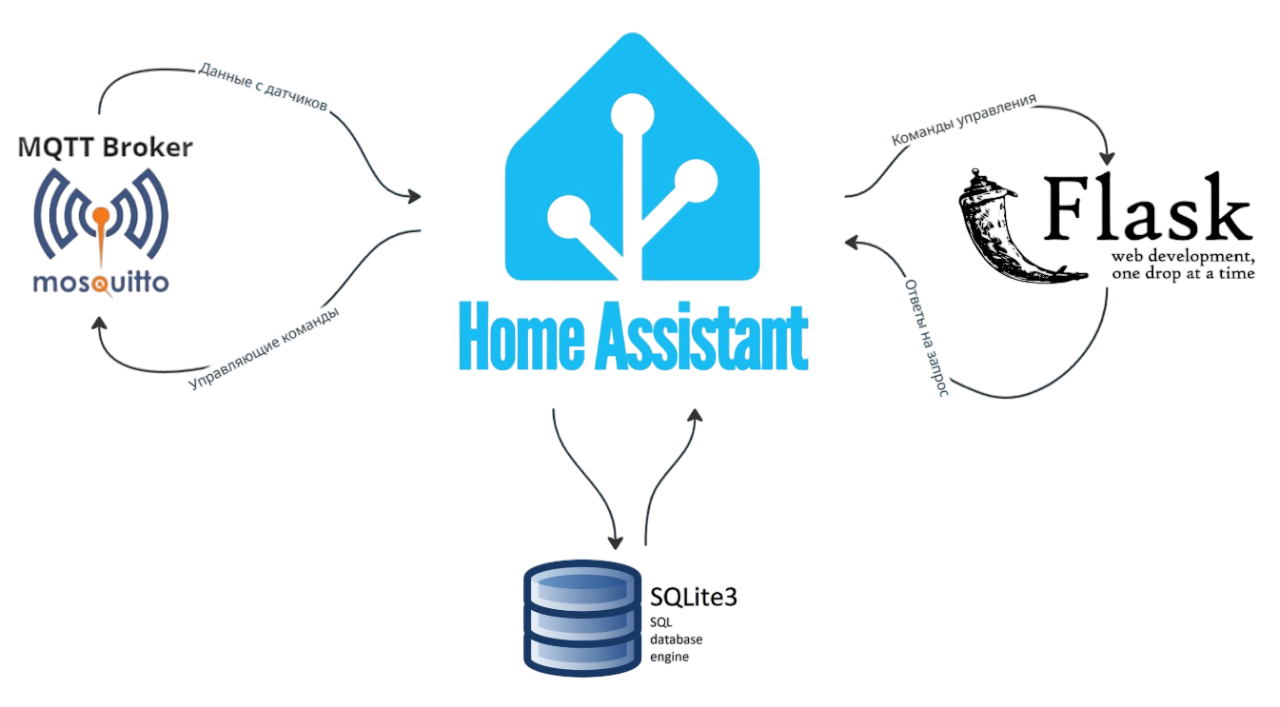 Данные с датчиков
MQTT Broker
mosquitto
Управляющие команды
Home Assistant
Команды управления
Flask
web development,
one drop at a time
Ответы на запрос
SQLite3
SQL
database
engine